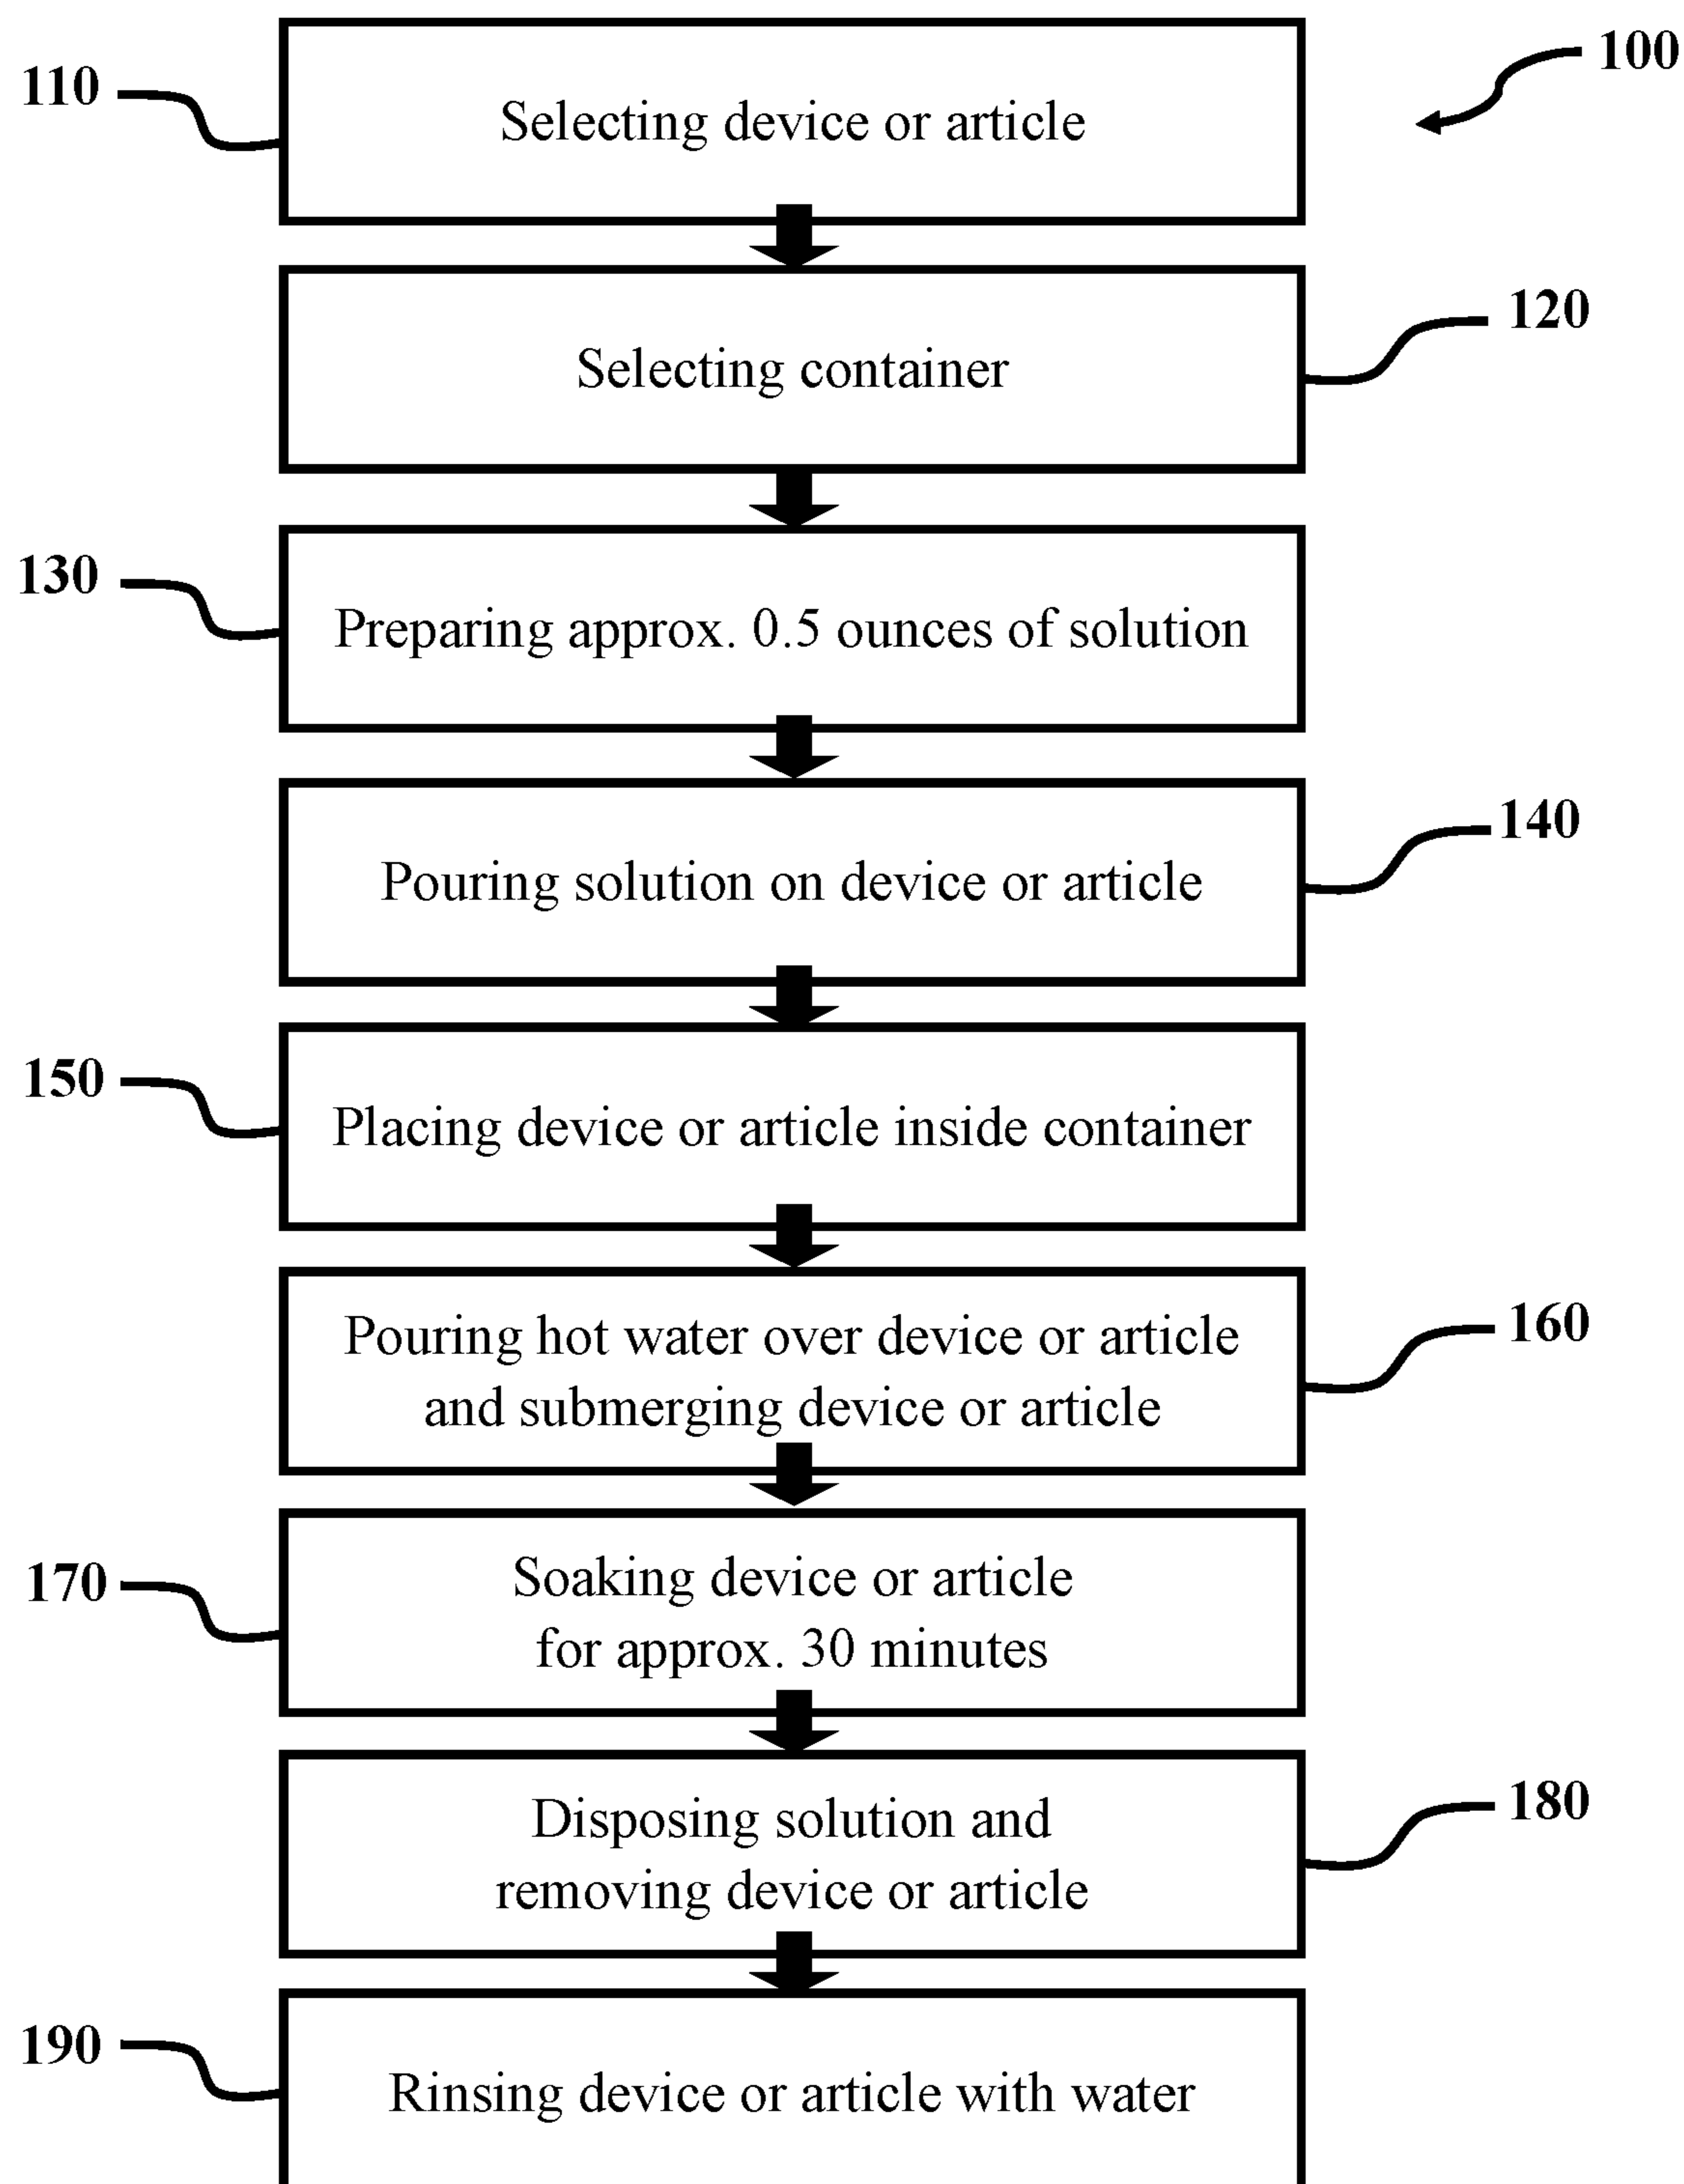 100
110
Selecting device or article
120
Selecting container
130
Preparing approx. 0.5 ounces of solution
140
Pouring solution on device or article
150
Placing device or article inside container
160
Pouring hot water over device or article
and submerging device or article
170
Soaking device or article
for approx. 30 minutes
180
Disposing solution and
removing device or article
190
Rinsing device or article with water